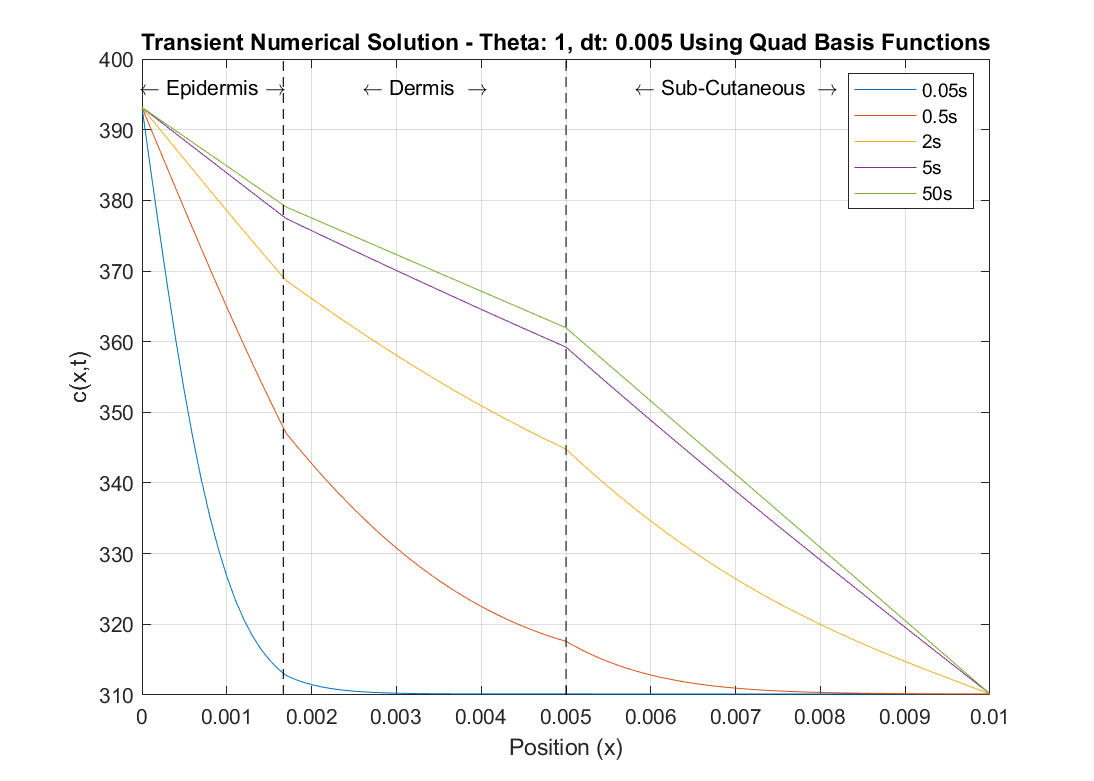 Transient Numerical Solution - Theta: 1, dt: 0.005 Using Quad Basis Functions
400
← Epidermis →
← Dermis →
← Sub-Cutaneous →
0.05s
0.5s
2s
5s
50s
390
380
370
360
350
340
330
320
310
c(x,t)
0
0.001
0.002
0.003
0.004
0.005
0.006
0.007
0.008
0.009
0.01
Position (x)